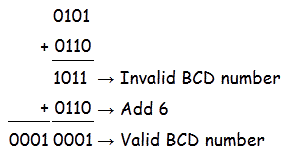 0101
+ 0110
1011 → Invalid BCD number
+ 0110 → Add 6
0001 0001 → Valid BCD number